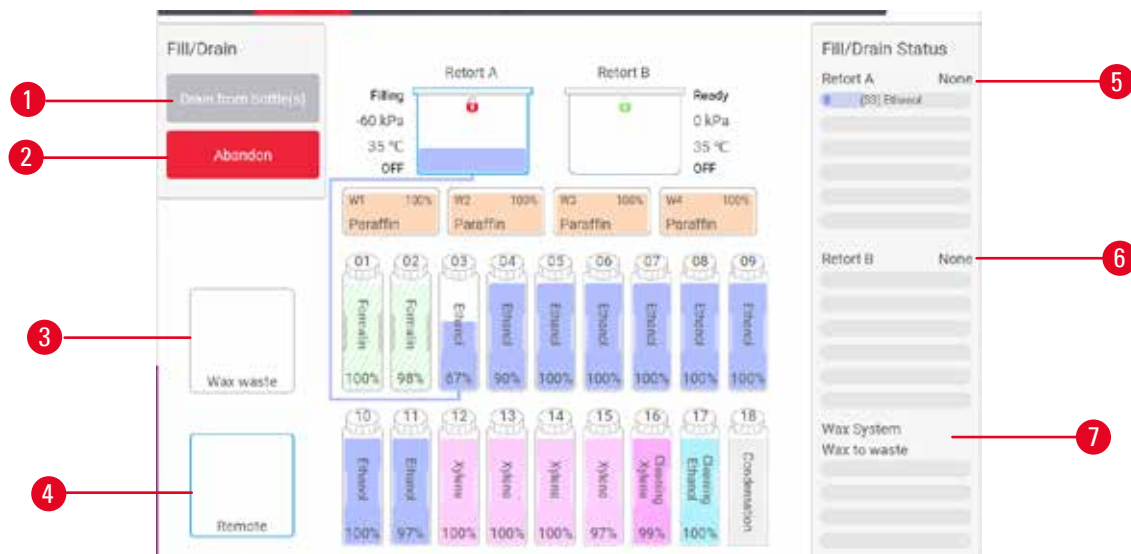 Fill/Drain
Drain from bottle(s)
Abandon
1
2
3
4
Wax waste
Remote
Retort A
Retort B
Filling
-60 kPa
35 °C
OFF
Ready
0 kPa
35 °C
OFF
W1 100%
Paraffin
W2 100%
Paraffin
W3 100%
Paraffin
W4 100%
Paraffin
01 02 03 04 05 06 07 08 09
Formalin Formalin Ethanol Ethanol Ethanol Ethanol Ethanol Ethanol Ethanol
100% 98% 67% 90% 100% 100% 100% 100% 100%
10 11 12 13 14 15 16 17 18
Ethanol Ethanol Xylene Xylene Xylene Xylene Cleaning Xylene Cleaning Ethanol Condensation
100% 97% 100% 100% 100% 97% 99% 100%
Fill/Drain Status
Retort A None
(S3) Ethanol
Retort B None
Wax System
Wax to waste
5
6
7